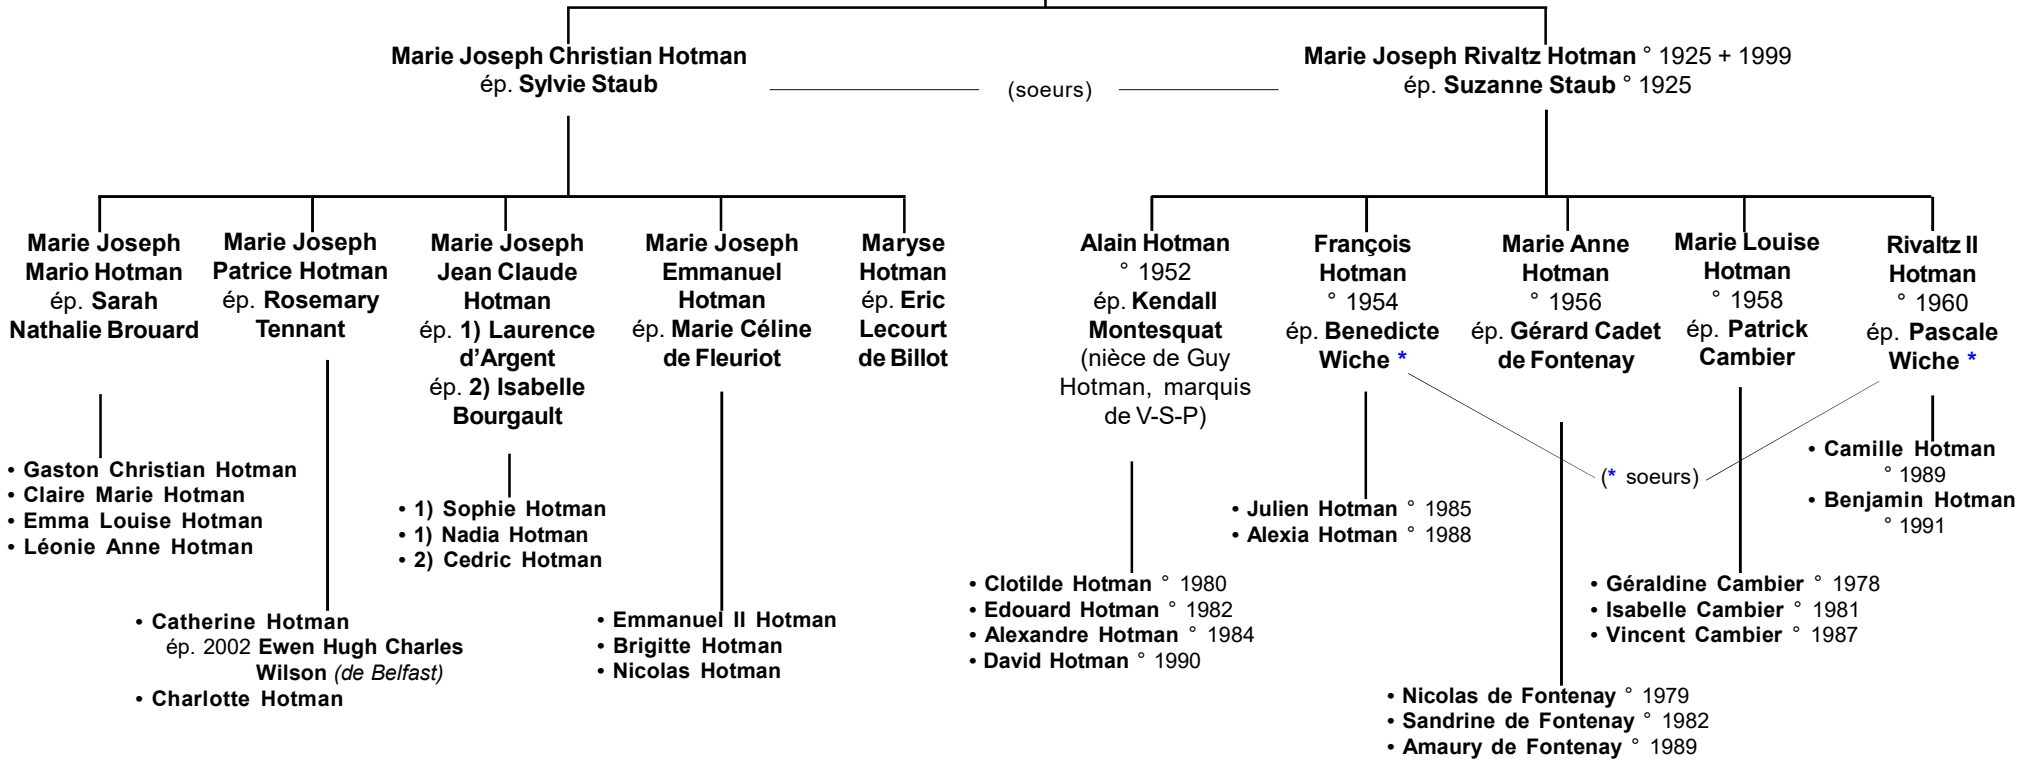 Marie Joseph Christian Hotman
ép. Sylvie Staub
(soeurs)
Marie Joseph Rivaltz Hotman ° 1925 + 1999
ép. Suzanne Staub ° 1925
Marie Joseph
Mario Hotman
ép. Sarah
Nathalie Brouard
Marie Joseph
Patrice Hotman
ép. Rosemary
Tennant
Marie Joseph
Jean Claude
Hotman
ép. 1) Laurence
d'Argent
ép. 2) Isabelle
Bourgault
Marie Joseph
Emmanuel
Hotman
ép. Marie Céline
de Fleuriot
Maryse
Hotman
ép. Eric
Lecourt
de Billot
Alain Hotman
° 1952
ép. Kendall
Montesquat
(nièce de Guy
Hotman, marquis
de V-S-P)
François
Hotman
° 1954
ép. Benedicte
Wiche *
Marie Anne
Hotman
° 1956
ép. Gérard Cadet
de Fontenay
Marie Louise
Hotman
° 1958
ép. Patrick
Cambier
Rivaltz II
Hotman
° 1960
ép. Pascale
Wiche *
(* soeurs)
• Gaston Christian Hotman
• Claire Marie Hotman
• Emma Louise Hotman
• Léonie Anne Hotman
• Catherine Hotman
ép. 2002 Ewen Hugh Charles
Wilson (de Belfast)
• Charlotte Hotman
• 1) Sophie Hotman
• 1) Nadia Hotman
• 2) Cedric Hotman
• Emmanuel II Hotman
• Brigitte Hotman
• Nicolas Hotman
• Clotilde Hotman ° 1980
• Edouard Hotman ° 1982
• Alexandre Hotman ° 1984
• David Hotman ° 1990
• Julien Hotman ° 1985
• Alexia Hotman ° 1988
• Nicolas de Fontenay ° 1979
• Sandrine de Fontenay ° 1982
• Amaury de Fontenay ° 1989
• Géraldine Cambier ° 1978
• Isabelle Cambier ° 1981
• Vincent Cambier ° 1987
• Camille Hotman
° 1989
• Benjamin Hotman
° 1991